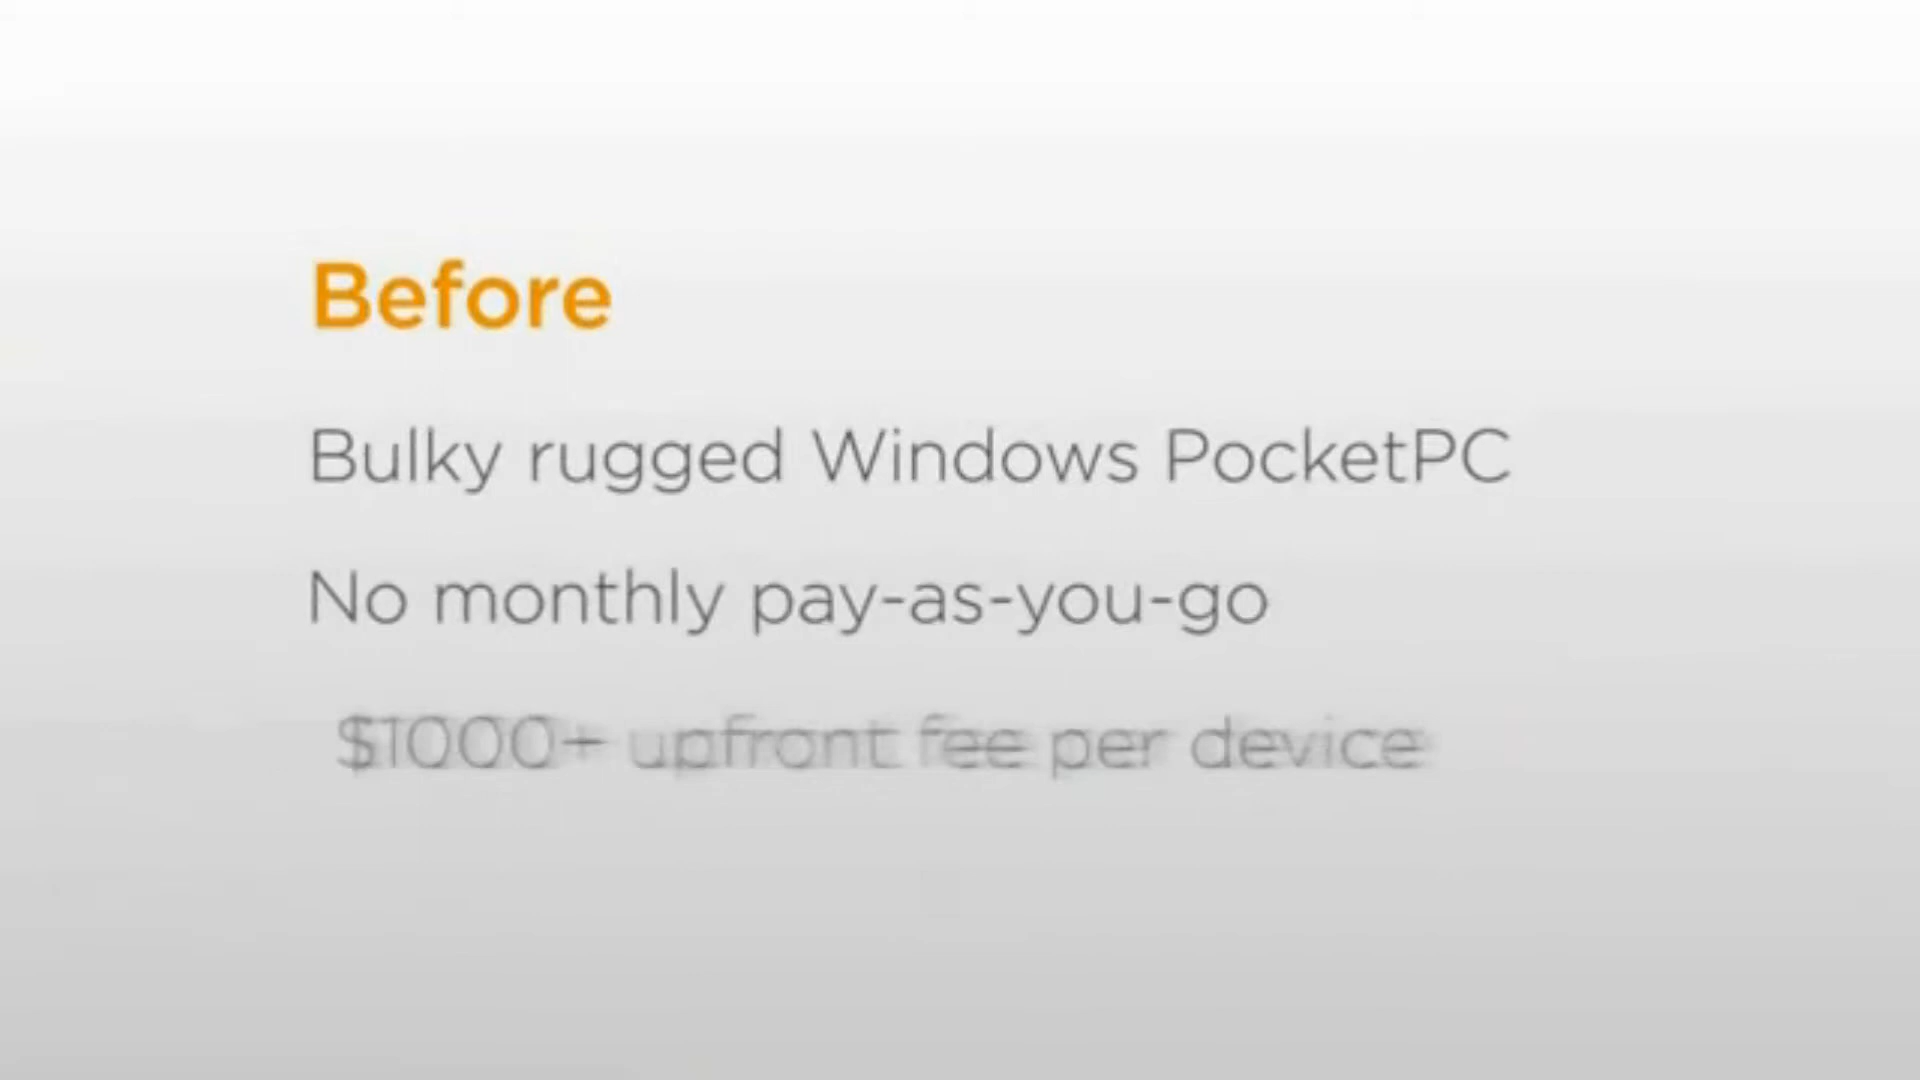 Before
Bulky rugged Windows PocketPC
No monthly pay-as-you-go
$1000+ upfront fee per device